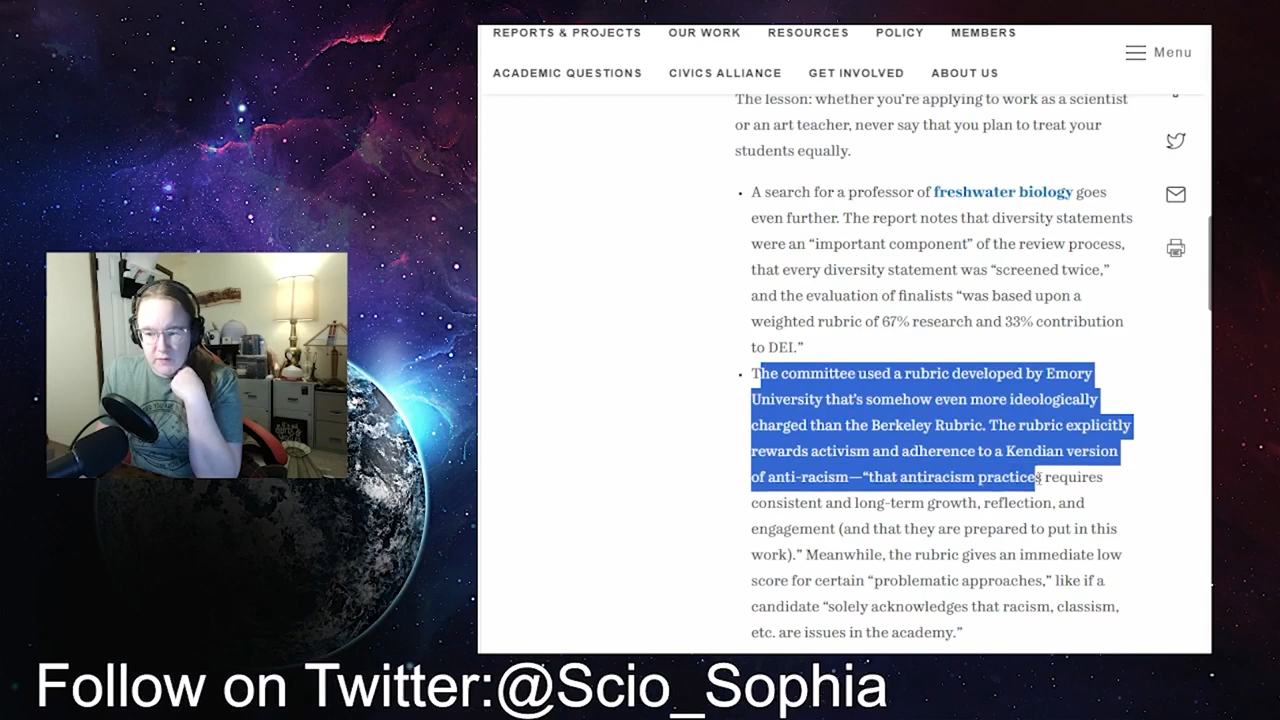 REPORTS & PROJECTS OUR WORK RESOURCES POLICY MEMBERS
Menu
ACADEMIC QUESTIONS CIVICS ALLIANCE GET INVOLVED ABOUT US
The lesson: whether you're applying to work as a scientist
or an art teacher, never say that you plan to treat your
students equally.
• A search for a professor of freshwater biology goes
even further. The report notes that diversity statements
were an “important component” of the review process,
that every diversity statement was “screened twice,”
and the evaluation of finalists “was based upon a
weighted rubric of 67% research and 33% contribution
to DEI.”
• The committee used a rubric developed by Emory
University that's somehow even more ideologically
charged than the Berkeley Rubric. The rubric explicitly
rewards activism and adherence to a Kendian version
of anti-racism—“that antiracism practices requires
consistent and long-term growth, reflection, and
engagement (and that they are prepared to put in this
work).” Meanwhile, the rubric gives an immediate low
score for certain “problematic approaches,” like if a
candidate “solely acknowledges that racism, classism,
etc. are issues in the academy.”
Follow on Twitter:@Scio_Sophia